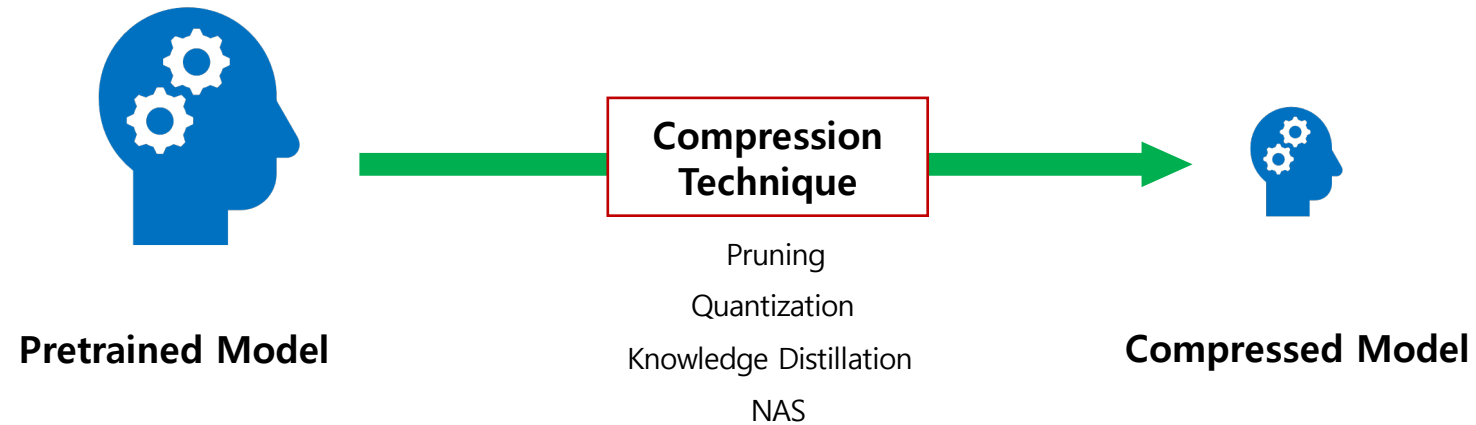 Compression
Technique
Pruning
Quantization
Knowledge Distillation
NAS
Pretrained Model
Compressed Model